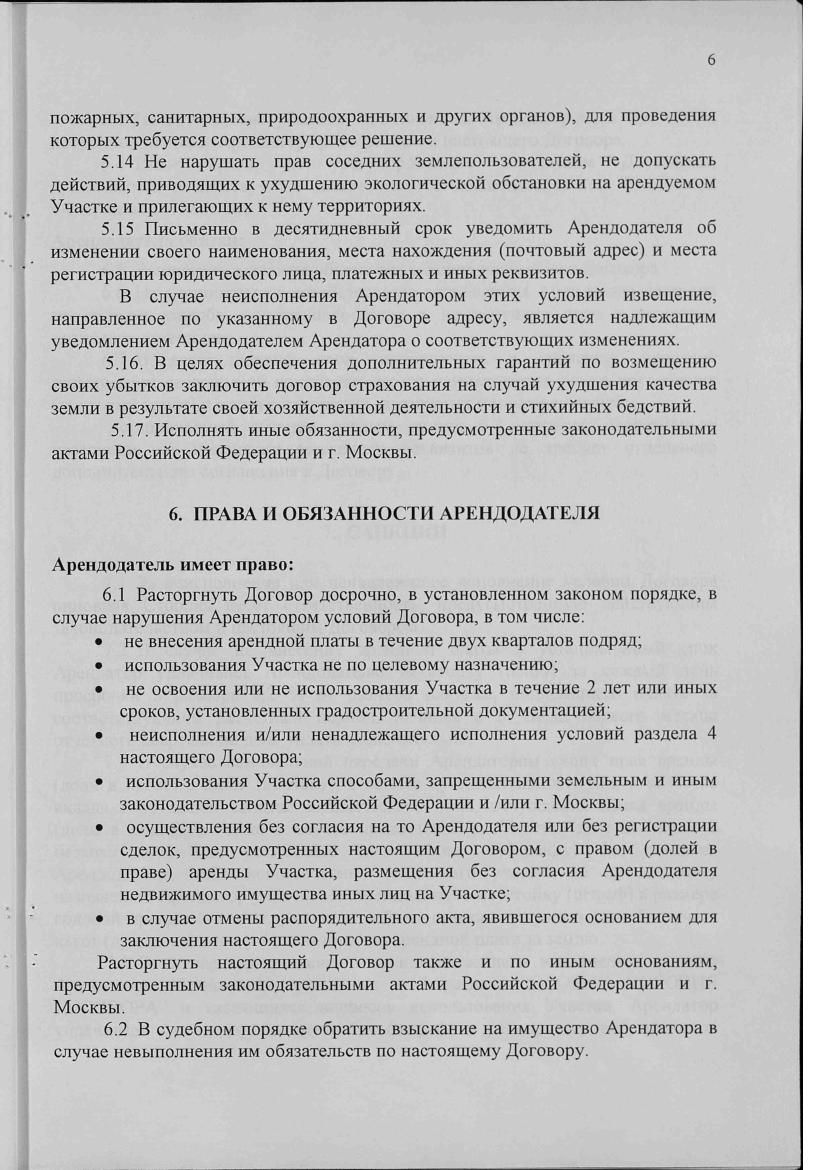 6
пожарных, санитарных, природоохранных и других органов), для проведения
которых требуется соответствующее решение.
5.14 Не нарушать прав соседних землепользователей, не допускать
действий, приводящих к ухудшению экологической обстановки на арендуемом
Участке и прилегающих к нему территориях.
5.15 Письменно в десятидневный срок уведомить Арендодателя об
изменении своего наименования, места нахождения (почтовый адрес) и места
регистрации юридического лица, платежных и иных реквизитов.
В случае неисполнения Арендатором этих условий извещение,
направленное по указанному в Договоре адресу, является надлежащим
уведомлением Арендодателем Арендатора о соответствующих изменениях.
5.16. В целях обеспечения дополнительных гарантий по возмещению
своих убытков заключить договор страхования на случай ухудшения качества
земли в результате своей хозяйственной деятельности и стихийных бедствий.
5.17. Исполнять иные обязанности, предусмотренные законодательными
актами Российской Федерации и г. Москвы.
6. ПРАВА И ОБЯЗАННОСТИ АРЕНДОДАТЕЛЯ
Арендодатель имеет право:
6.1 Расторгнуть Договор досрочно, в установленном законом порядке, в
случае нарушения Арендатором условий Договора, в том числе:
• не внесения арендной платы в течение двух кварталов подряд;
• использования Участка не по целевому назначению;
• не освоения или не использования Участка в течение 2 лет или иных
сроков, установленных градостроительной документацией;
• неисполнения и/или ненадлежащего исполнения условий раздела 4
настоящего Договора;
• использования Участка способами, запрещенными земельным и иным
законодательством Российской Федерации и /или г. Москвы;
• осуществления без согласия на то Арендодателя или без регистрации
сделок, предусмотренных настоящим Договором, с правом (долей в
праве) аренды Участка, размещения без согласия Арендодателя
недвижимого имущества иных лиц на Участке;
• в случае отмены распорядительного акта, явившегося основанием для
заключения настоящего Договора.
Расторгнуть настоящий Договор также и по иным основаниям,
предусмотренным законодательными актами Российской Федерации и г.
Москвы.
6.2 В судебном порядке обратить взыскание на имущество Арендатора в
случае невыполнения им обязательств по настоящему Договору.